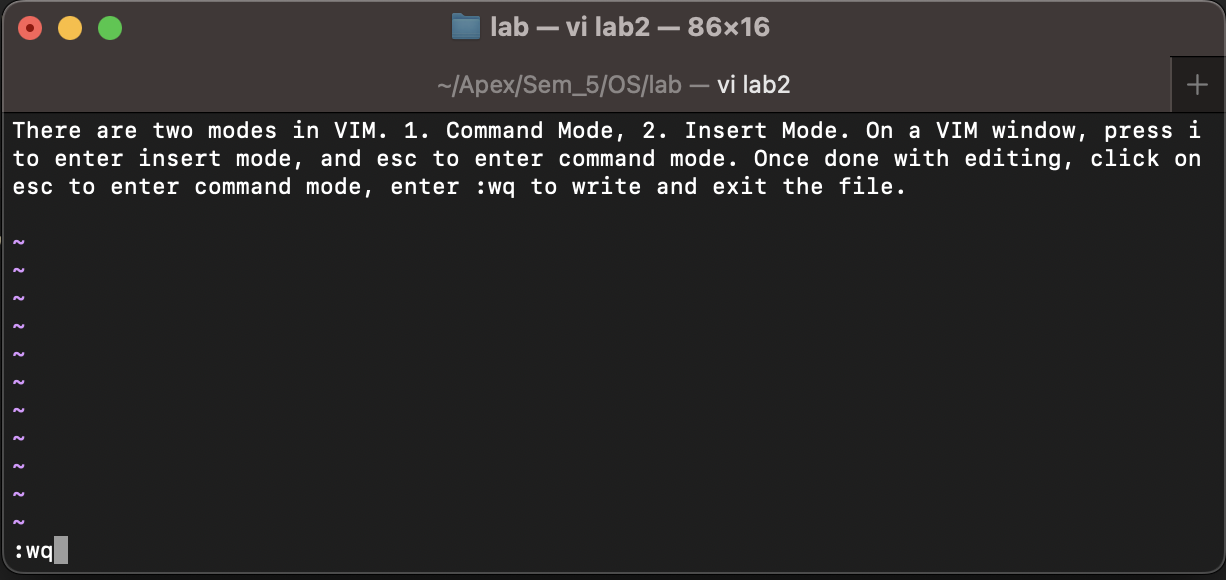 lab — vi lab2 — 86×16
~/Apex/Sem_5/OS/lab — vi lab2
+
There are two modes in VIM. 1. Command Mode, 2. Insert Mode. On a VIM window, press i
to enter insert mode, and esc to enter command mode. Once done with editing, click on
esc to enter command mode, enter :wq to write and exit the file.
~
~
~
~
~
~
~
~
~
~
~
:wq